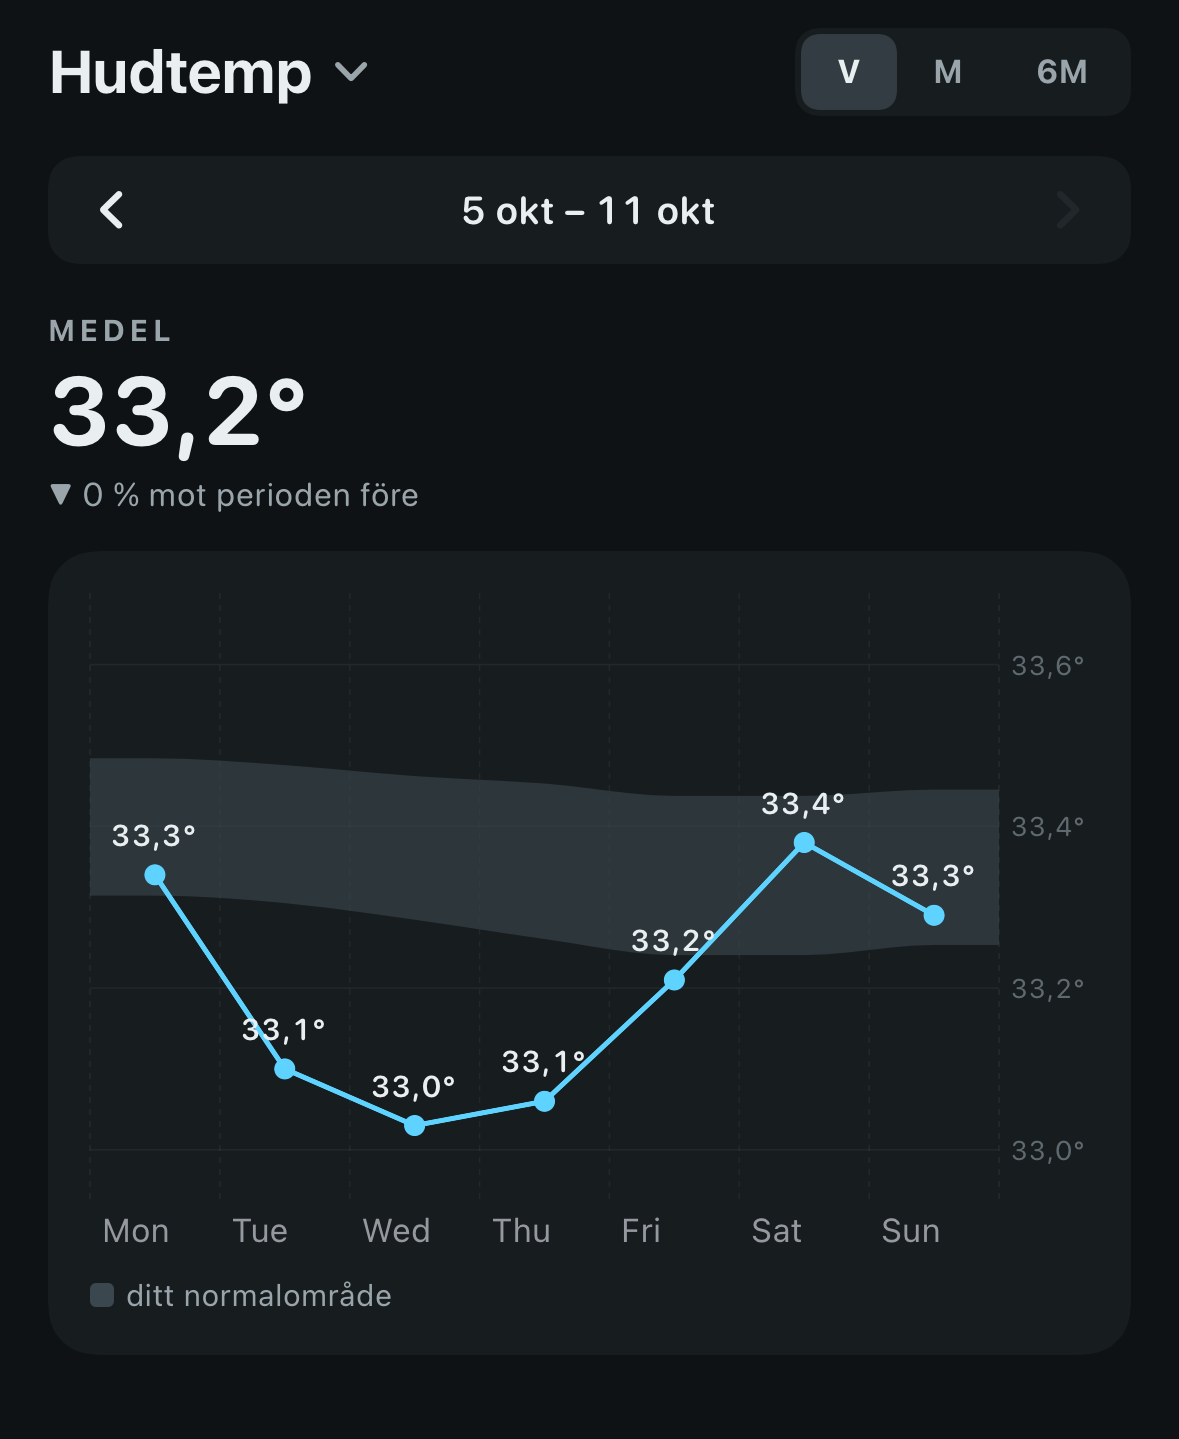 Hudtemp
V M 6M
5 okt – 11 okt
MEDEL
33,2°
▼ 0 % mot perioden före
33,6°
33,4°
33,4°
33,3°
33,3°
33,2°
33,2°
33,1°
33,1°
33,0°
33,0°
Mon Tue Wed Thu Fri Sat Sun
ditt normalområde